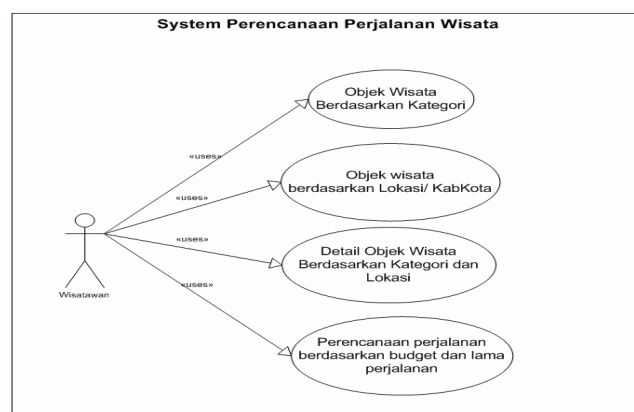 System Perencanaan Perjalanan Wisata
Objek Wisata
Berdasarkan Kategori
«uses»
Objek wisata
berdasarkan Lokasi/ KabKota
«uses»
«uses»
Detail Objek Wisata
Berdasarkan Kategori dan
Lokasi
«uses»
Wisatawan
Perencanaan perjalanan
berdasarkan budget dan lama
perjalanan